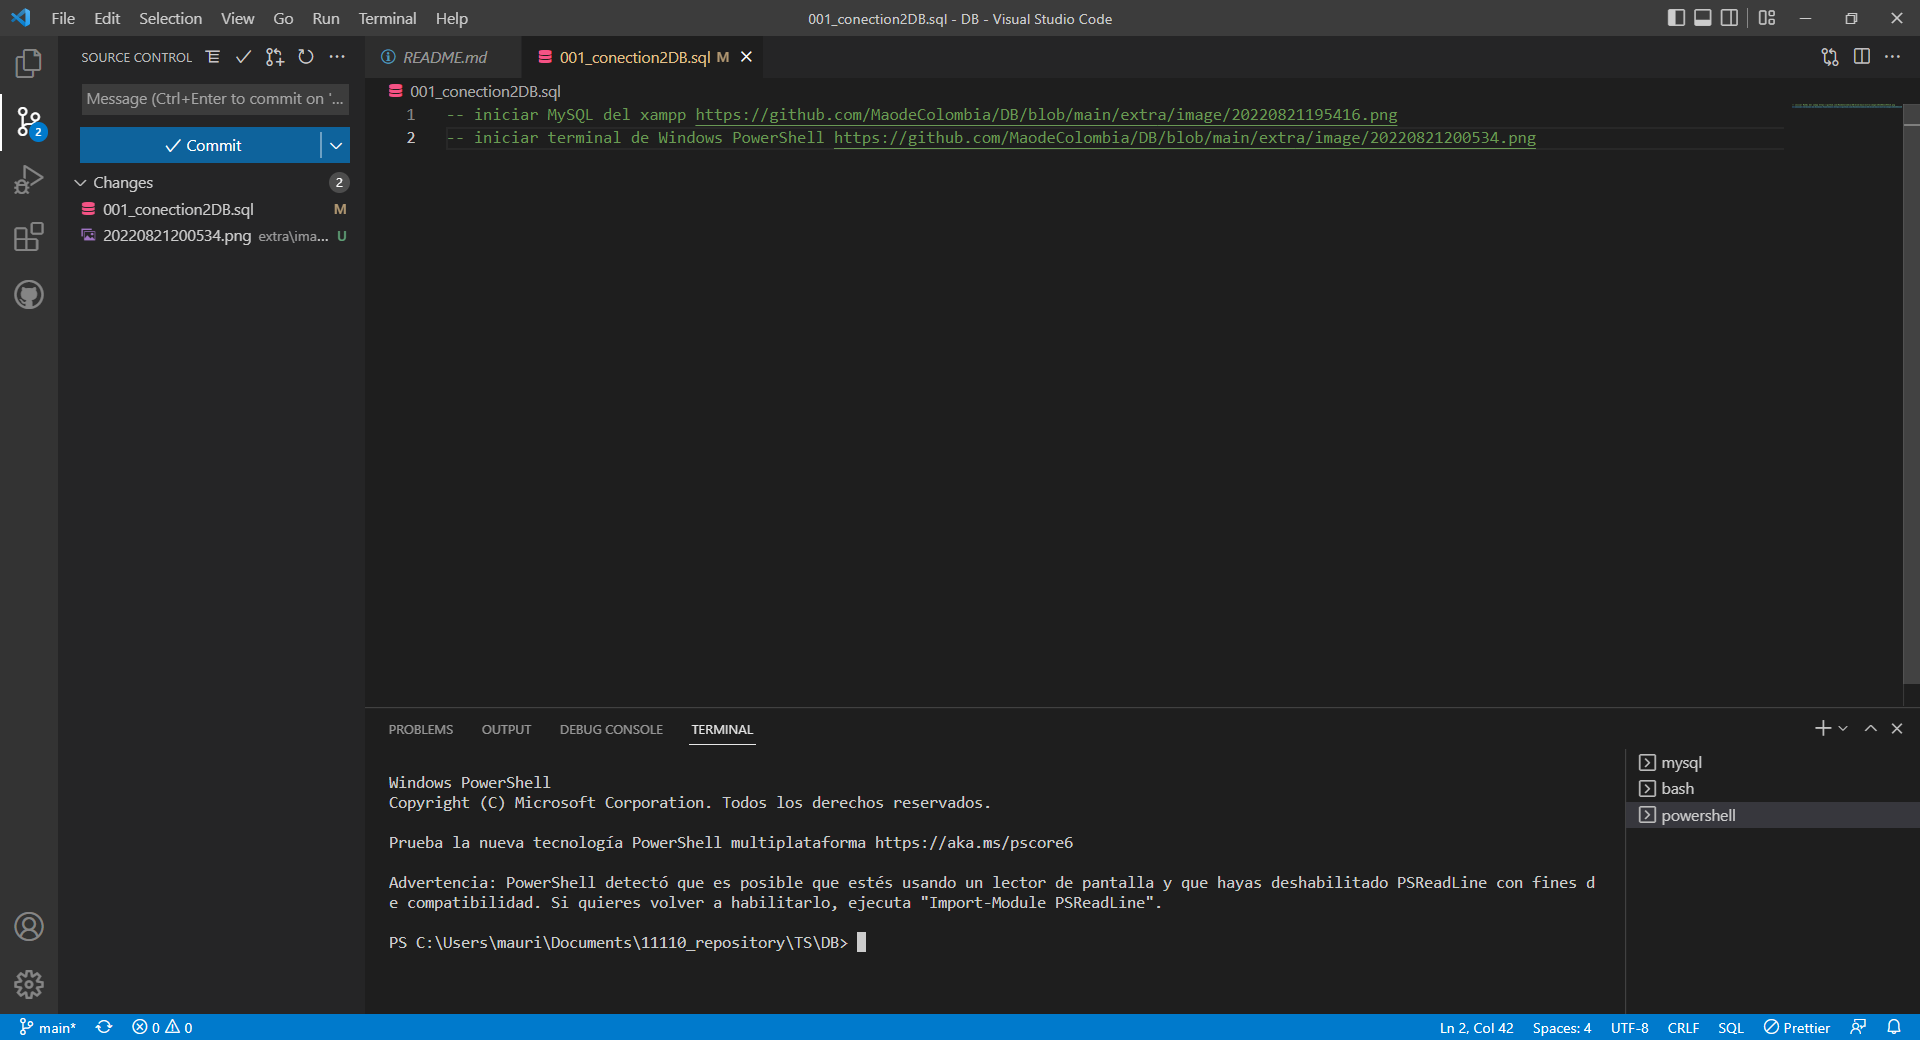 File Edit Selection View Go Run Terminal Help
001_conection2DB.sql - DB - Visual Studio Code
SOURCE CONTROL
README.md
001_conection2DB.sql M
001_conection2DB.sql
Message (Ctrl+Enter to commit on '...
Commit
Changes 2
001_conection2DB.sql M
20220821200534.png extra\ima... U
2
1 -- iniciar MySQL del xampp https://github.com/MaodeColombia/DB/blob/main/extra/image/20220821195416.png
2 -- iniciar terminal de Windows PowerShell https://github.com/MaodeColombia/DB/blob/main/extra/image/20220821200534.png
PROBLEMS OUTPUT DEBUG CONSOLE TERMINAL
Windows PowerShell
Copyright (C) Microsoft Corporation. Todos los derechos reservados.
Prueba la nueva tecnología PowerShell multiplataforma https://aka.ms/pscore6
Advertencia: PowerShell detectó que es posible que estés usando un lector de pantalla y que hayas deshabilitado PSReadLine con fines d
e compatibilidad. Si quieres volver a habilitarlo, ejecuta "Import-Module PSReadLine".
PS C:\Users\mauri\Documents\11110_repository\TS\DB>
mysql
bash
powershell
main* 0 0
Ln 2, Col 42 Spaces: 4 UTF-8 CRLF SQL Prettier